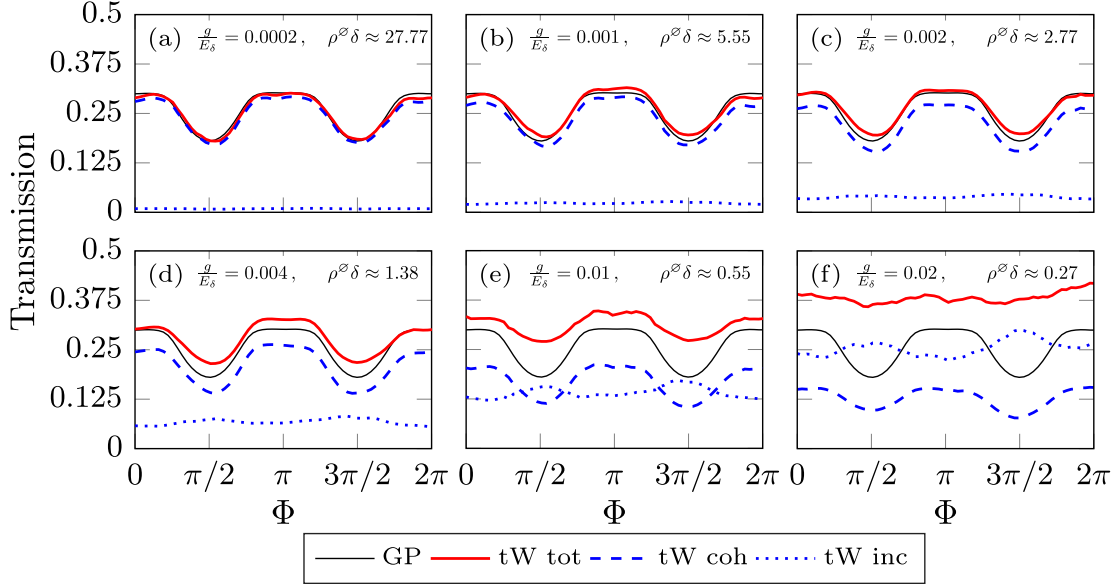 Transmission
0.5
0.375
0.25
0.125
0
(a) g/E_δ = 0.0002, ρ^∅δ ≈ 27.77
(b) g/E_δ = 0.001, ρ^∅δ ≈ 5.55
(c) g/E_δ = 0.002, ρ^∅δ ≈ 2.77
0.5
0.375
0.25
0.125
0
(d) g/E_δ = 0.004, ρ^∅δ ≈ 1.38
(e) g/E_δ = 0.01, ρ^∅δ ≈ 0.55
(f) g/E_δ = 0.02, ρ^∅δ ≈ 0.27
0 π/2 π 3π/2 2π
0 π/2 π 3π/2 2π
0 π/2 π 3π/2 2π
Φ Φ Φ
GP tW tot tW coh tW inc